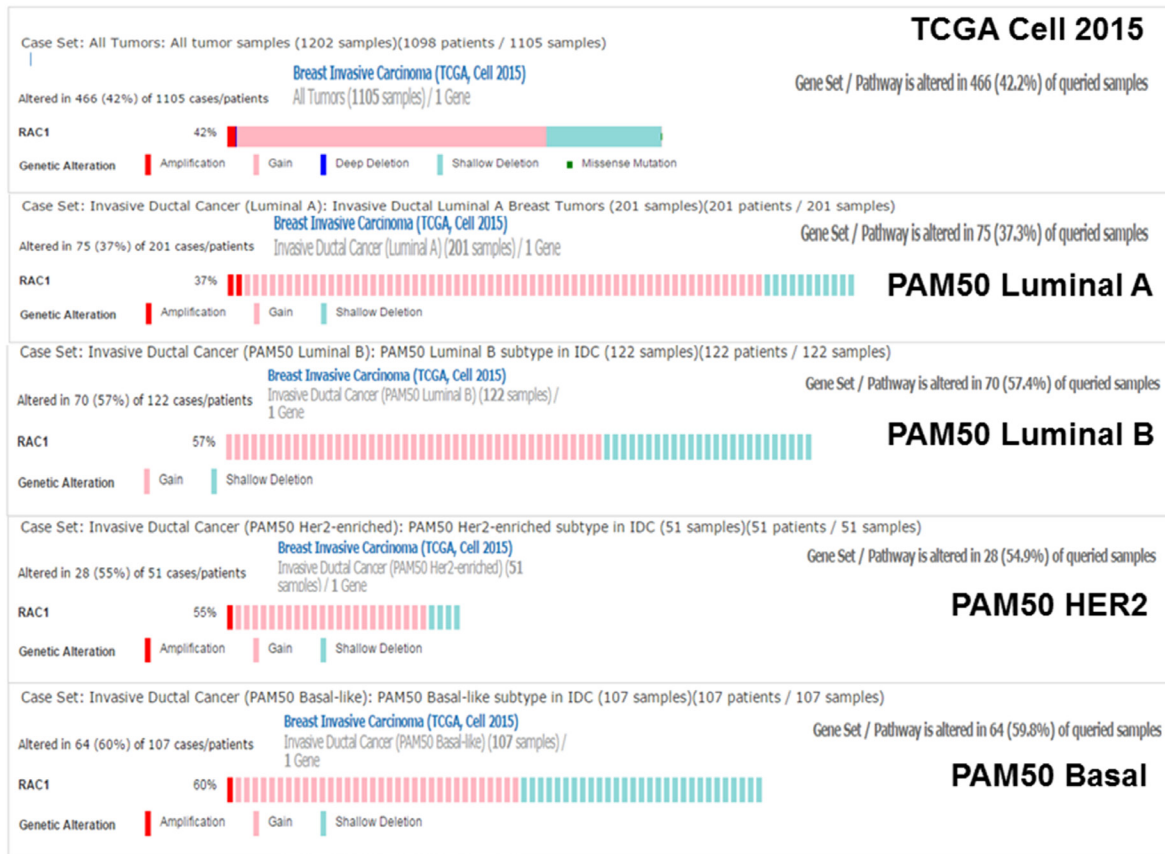 TCGA Cell 2015
Case Set: All Tumors: All tumor samples (1202 samples)(1098 patients / 1105 samples)
Breast Invasive Carcinoma (TCGA, Cell 2015)
Gene Set / Pathway is altered in 466 (42.2%) of queried samples
Altered in 466 (42%) of 1105 cases/patients
All Tumors (1105 samples) / 1 Gene
RAC1 42%
Genetic Alteration Amplification Gain Deep Deletion Shallow Deletion Missense Mutation
Case Set: Invasive Ductal Cancer (Luminal A): Invasive Ductal Luminal A Breast Tumors (201 samples)(201 patients / 201 samples)
Breast Invasive Carcinoma (TCGA, Cell 2015)
Gene Set / Pathway is altered in 75 (37.3%) of queried samples
Altered in 75 (37%) of 201 cases/patients
Invasive Ductal Cancer (Luminal A) (201 samples) / 1 Gene
RAC1 37%
PAM50 Luminal A
Genetic Alteration Amplification Gain Shallow Deletion
Case Set: Invasive Ductal Cancer (PAM50 Luminal B): PAM50 Luminal B subtype in IDC (122 samples)(122 patients / 122 samples)
Breast Invasive Carcinoma (TCGA, Cell 2015)
Gene Set / Pathway is altered in 70 (57.4%) of queried samples
Altered in 70 (57%) of 122 cases/patients
Invasive Ductal Cancer (PAM50 Luminal B) (122 samples) /
1 Gene
RAC1 57%
PAM50 Luminal B
Genetic Alteration Gain Shallow Deletion
Case Set: Invasive Ductal Cancer (PAM50 Her2-enriched): PAM50 Her2-enriched subtype in IDC (51 samples)(51 patients / 51 samples)
Breast Invasive Carcinoma (TCGA, Cell 2015)
Gene Set / Pathway is altered in 28 (54.9%) of queried samples
Altered in 28 (55%) of 51 cases/patients
Invasive Ductal Cancer (PAM50 Her2-enriched) (51
samples) / 1 Gene
RAC1 55%
PAM50 HER2
Genetic Alteration Amplification Gain Shallow Deletion
Case Set: Invasive Ductal Cancer (PAM50 Basal-like): PAM50 Basal-like subtype in IDC (107 samples)(107 patients / 107 samples)
Breast Invasive Carcinoma (TCGA, Cell 2015)
Gene Set / Pathway is altered in 64 (59.8%) of queried samples
Altered in 64 (60%) of 107 cases/patients
Invasive Ductal Cancer (PAM50 Basal-like) (107 samples) /
1 Gene
RAC1 60%
PAM50 Basal
Genetic Alteration Amplification Gain Shallow Deletion